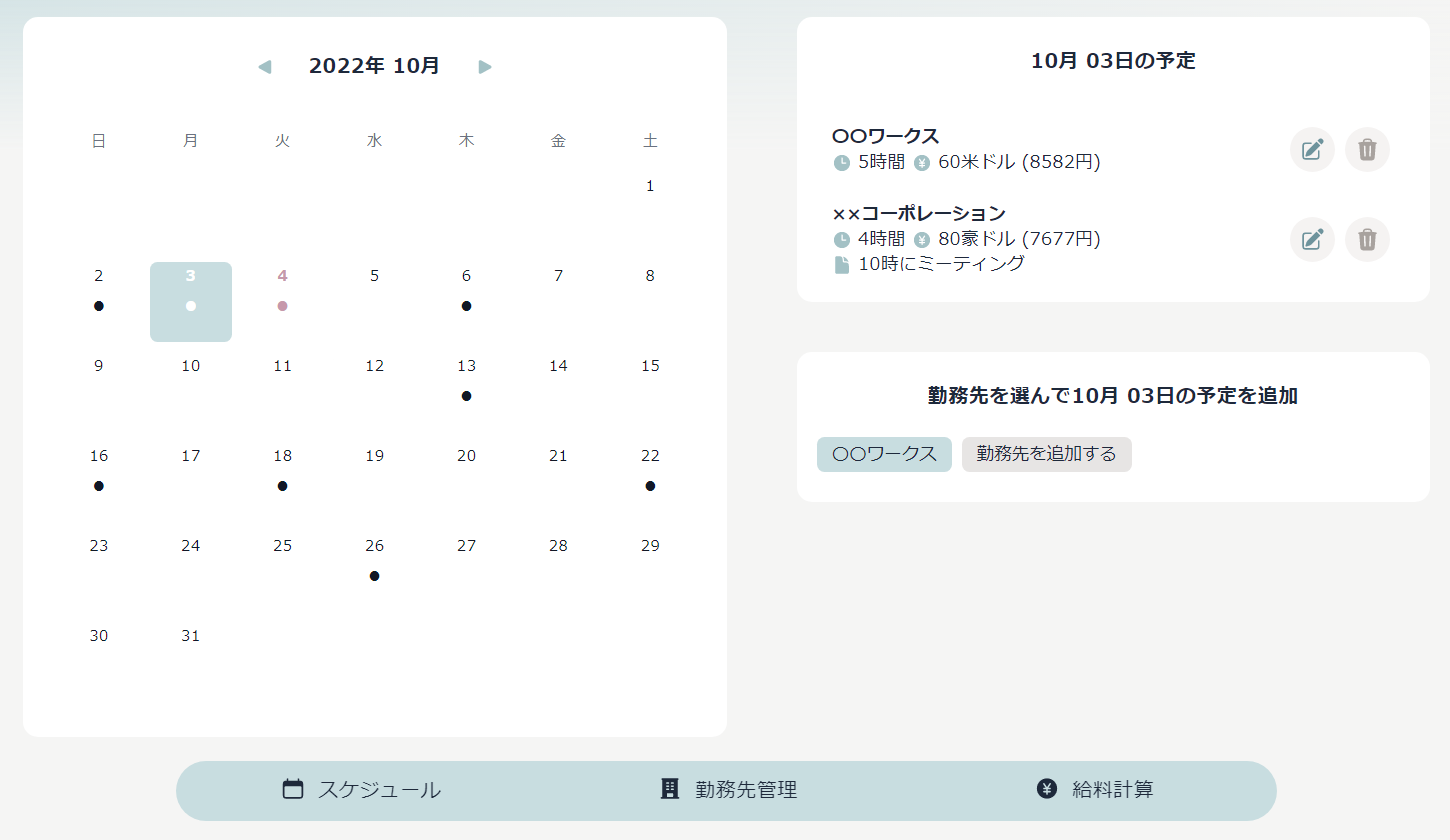 2022年 10月
日 月 火 水 木 金 土
1
2 3 4 5 6 7 8
9 10 11 12 13 14 15
16 17 18 19 20 21 22
23 24 25 26 27 28 29
30 31
10月 03日の予定
〇〇ワークス
5時間 ¥ 60米ドル (8582円)
××コーポレーション
4時間 ¥ 80豪ドル (7677円)
10時にミーティング
勤務先を選んで10月 03日の予定を追加
〇〇ワークス 勤務先を追加する
スケジュール 勤務先管理 ¥ 給料計算